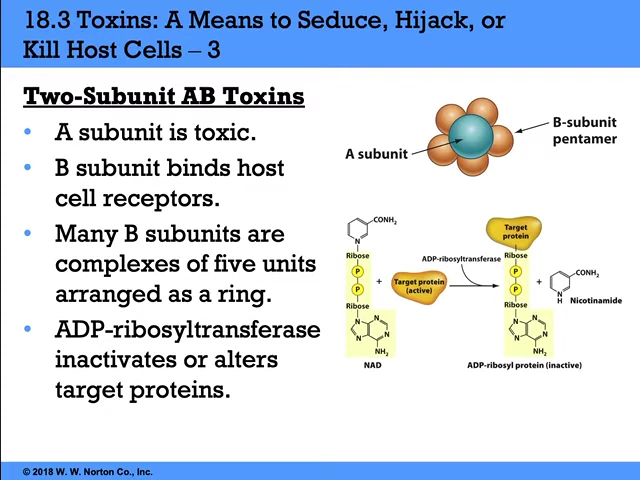 18.3 Toxins: A Means to Seduce, Hijack, or
Kill Host Cells – 3
Two-Subunit AB Toxins
• A subunit is toxic.
• B subunit binds host
cell receptors.
• Many B subunits are
complexes of five units
arranged as a ring.
• ADP-ribosyltransferase
inactivates or alters
target proteins.
A subunit
B-subunit
pentamer
CONH₂
N
Ribose
P
P
Ribose
N
N
N
N
NH₂
NAD
+
Target protein
(active)
ADP-ribosyltransferase
Target
protein
Ribose
P
P
Ribose
N
N
N
N
NH₂
ADP-ribosyl protein (inactive)
+
CONH₂
N
H
Nicotinamide
© 2018 W. W. Norton Co., Inc.